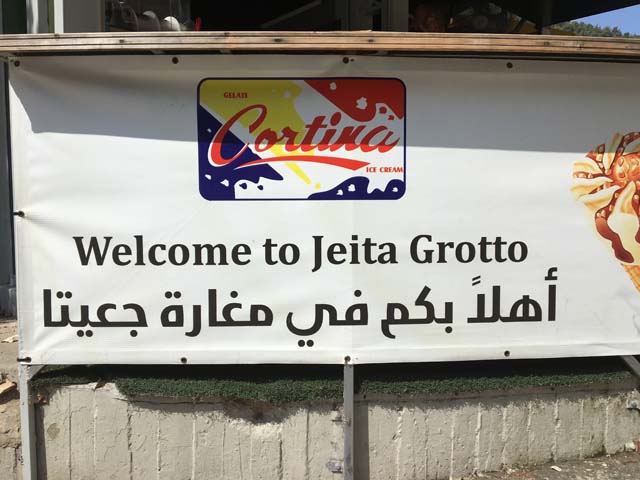 GELATI
Cortina
ICE CREAM
Welcome to Jeita Grotto
أهلاً بكم في مغارة جعيتا